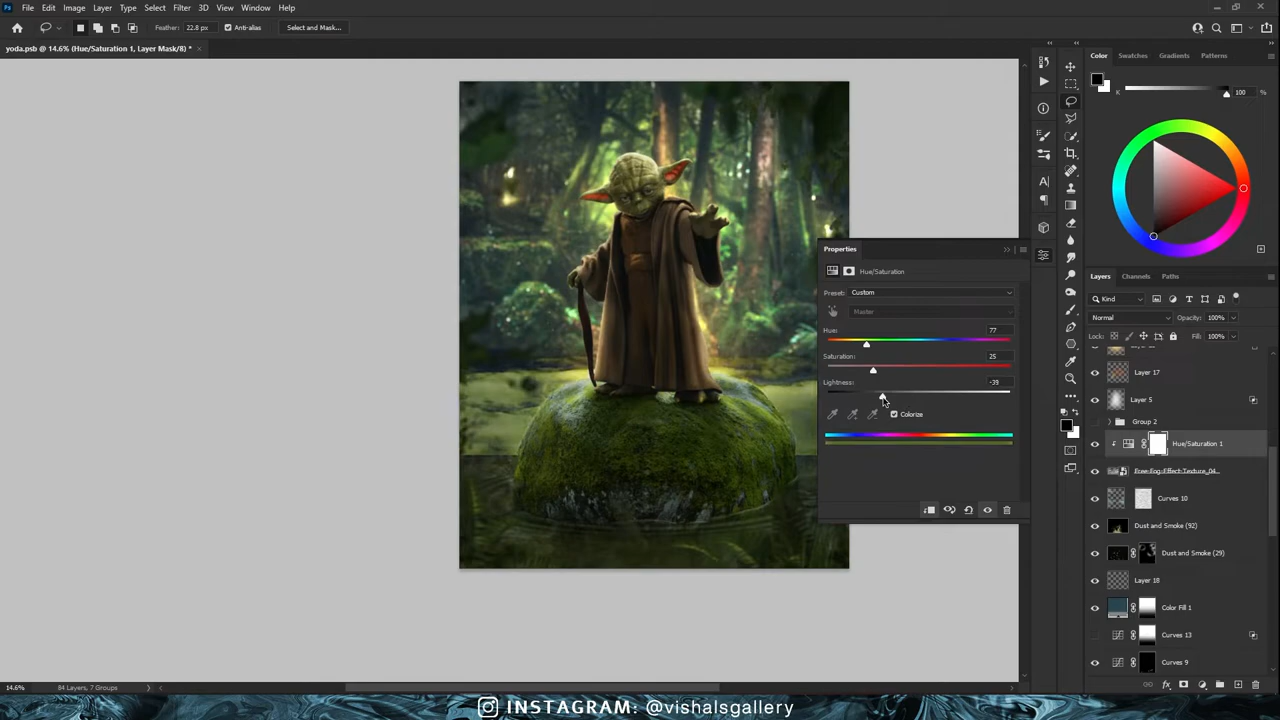 Ps File Edit Image Layer Type Select Filter 3D View Window Help
Feather: 22.8 px Anti-alias Select and Mask...
yoda.psb @ 14.6% (Hue/Saturation 1, Layer Mask/8) * ×
Color Swatches Gradients Patterns
K 100 %
Properties
Hue/Saturation
Preset: Custom
Master
Hue: 77
Saturation: 25
Lightness: -39
Colorize
Layers Channels Paths
Kind
Normal Opacity: 100%
Lock: Fill: 100%
Layer 17
Layer 5
Group 2
Hue/Saturation 1
Free-Fog-Effect-Texture_04...
Curves 10
Dust and Smoke (92)
Dust and Smoke (29)
Layer 18
Color Fill 1
Curves 13
Curves 9
14.6% 84 Layers, 7 Groups
INSTAGRAM: @vishalsgallery